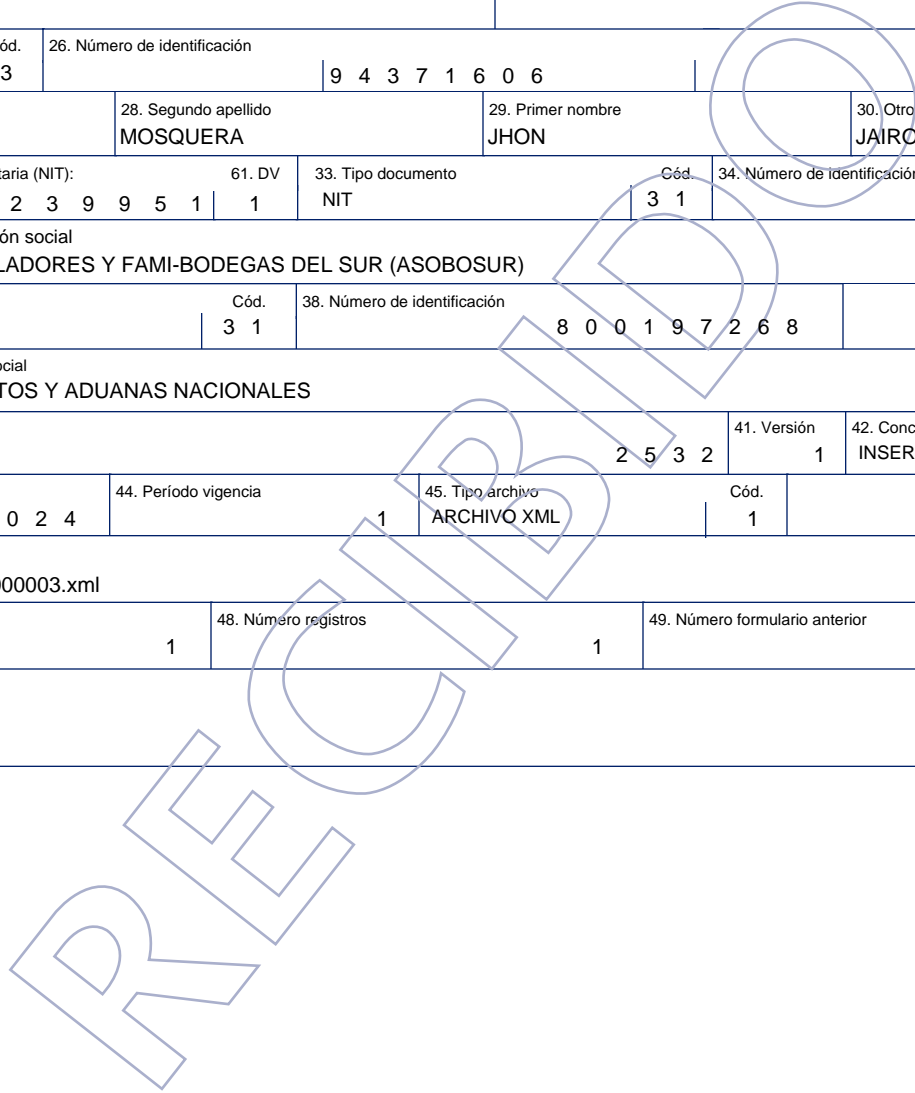 ód. 26. Número de identificación
3 9 4 3 7 1 6 0 6
28. Segundo apellido 29. Primer nombre 30. Otro
MOSQUERA JHON JAIRO
taria (NIT): 61. DV 33. Tipo documento Cód. 34. Número de identificación
2 3 9 9 5 1 1 NIT 3 1
ón social
LADORES Y FAMI-BODEGAS DEL SUR (ASOBOSUR)
Cód. 38. Número de identificación
3 1 8 0 0 1 9 7 2 6 8
ocial
TOS Y ADUANAS NACIONALES
41. Versión 42. Conc
2 5 3 2 1 INSER
44. Período vigencia 45. Tipo archivo Cód.
0 2 4 1 ARCHIVO XML 1
000003.xml
48. Número registros 49. Número formulario anterior
1 1
RECIBIDO